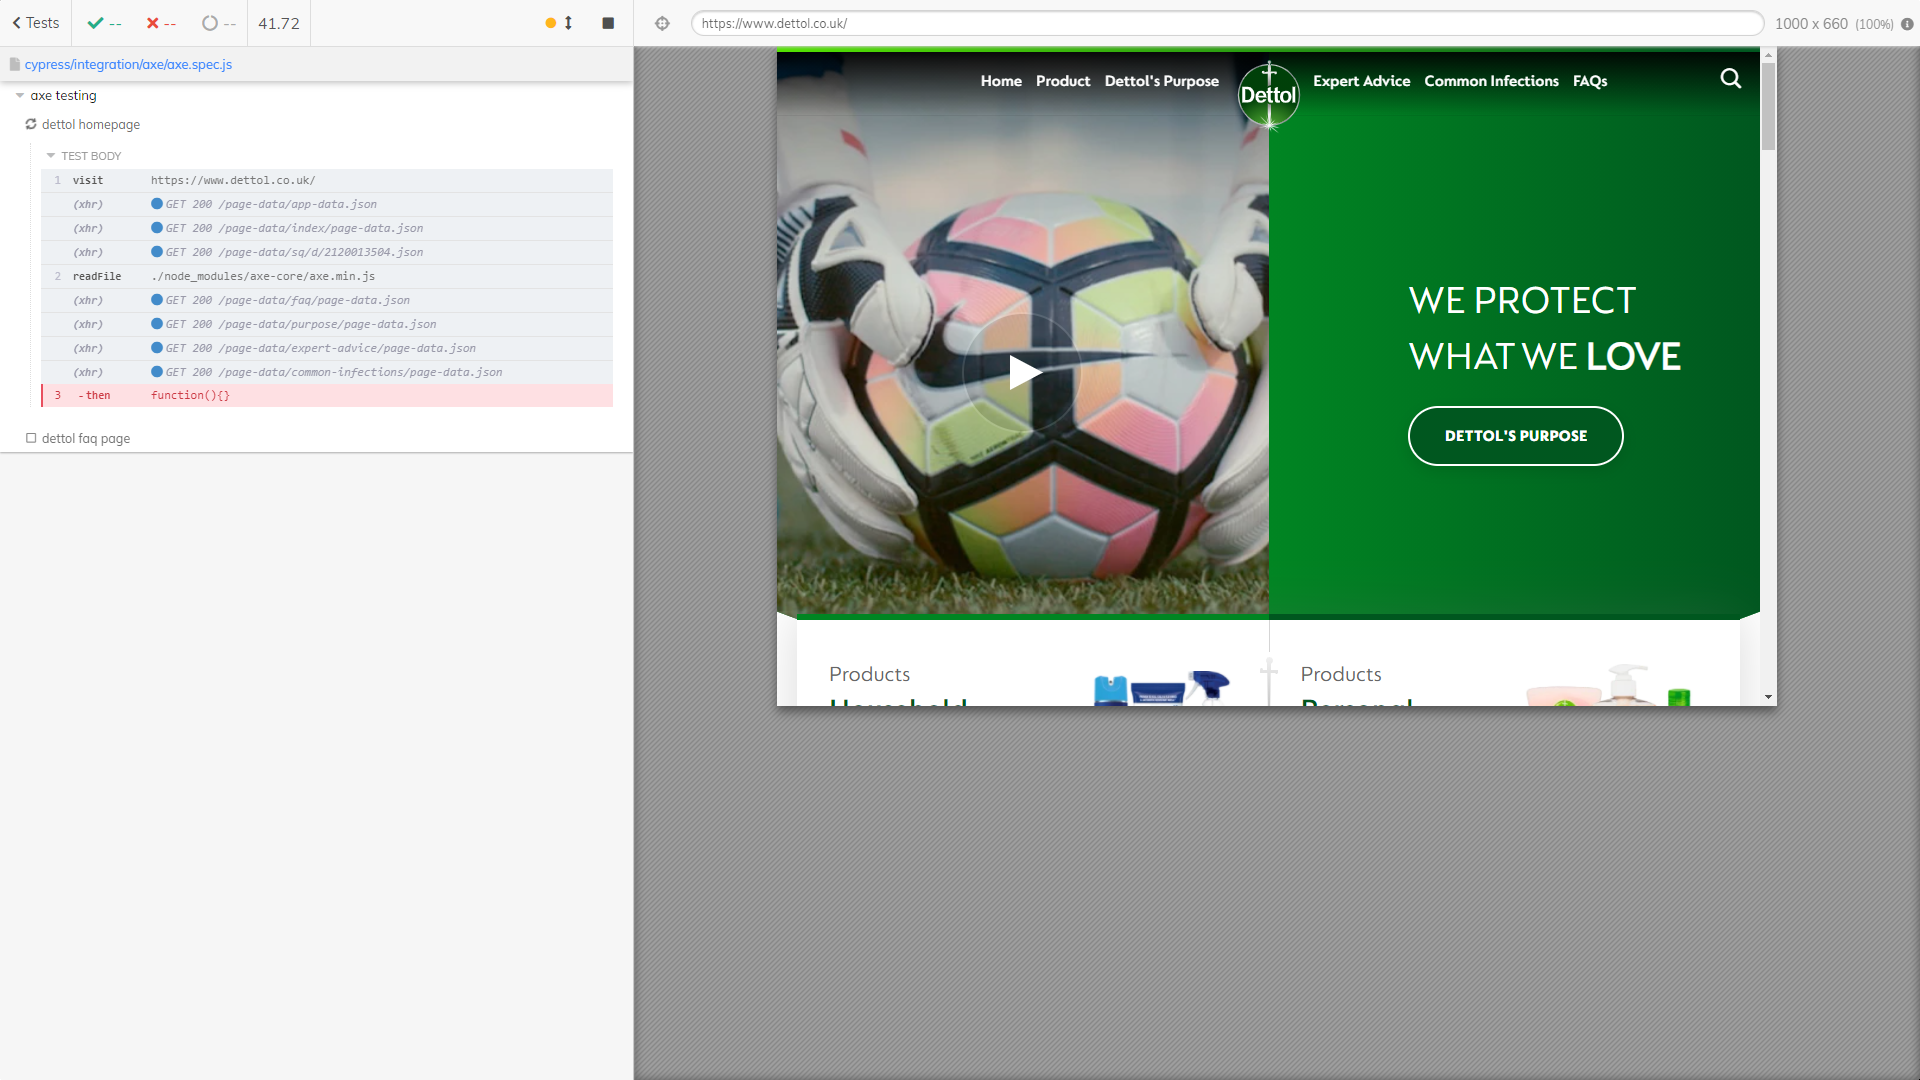 Tests
--
--
--
41.72
https://www.dettol.co.uk/
1000 x 660 (100%)
cypress/integration/axe/axe.spec.js
axe testing
dettol homepage
TEST BODY
1 visit https://www.dettol.co.uk/
(xhr) GET 200 /page-data/app-data.json
(xhr) GET 200 /page-data/index/page-data.json
(xhr) GET 200 /page-data/sq/d/2120013504.json
2 readFile ./node_modules/axe-core/axe.min.js
(xhr) GET 200 /page-data/faq/page-data.json
(xhr) GET 200 /page-data/purpose/page-data.json
(xhr) GET 200 /page-data/expert-advice/page-data.json
(xhr) GET 200 /page-data/common-infections/page-data.json
3 -then function(){}
dettol faq page
Home Product Dettol's Purpose Dettol Expert Advice Common Infections FAQs
WE PROTECT
WHAT WE LOVE
DETTOL'S PURPOSE
Products
Household
Products
Personal